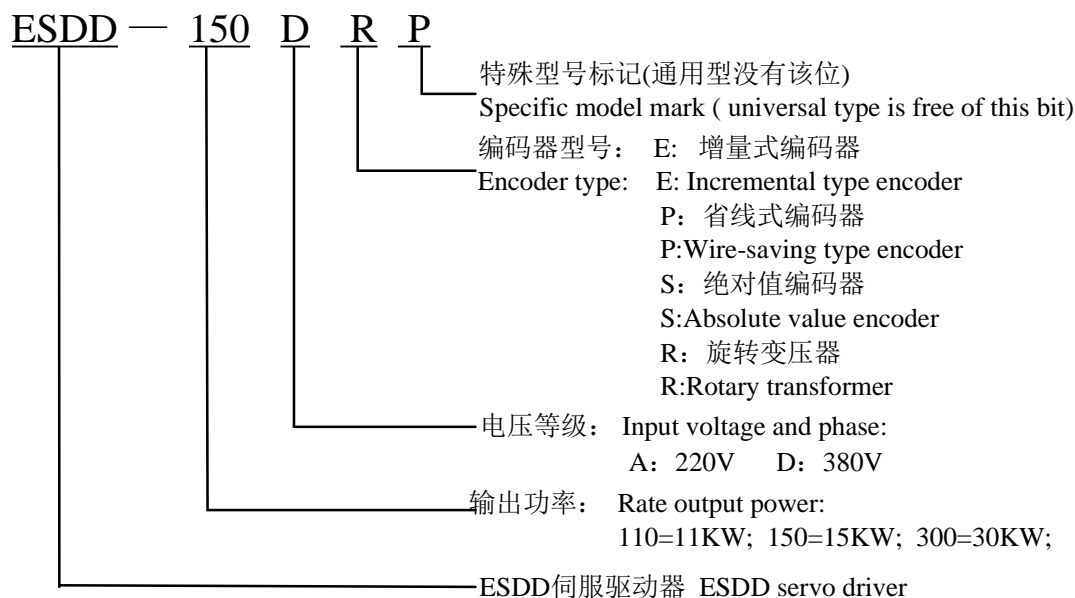 ESDD — 150 D R P
特殊型号标记(通用型没有该位)
Specific model mark ( universal type is free of this bit)
编码器型号： E: 增量式编码器
Encoder type: E: Incremental type encoder
P：省线式编码器
P:Wire-saving type encoder
S：绝对值编码器
S:Absolute value encoder
R：旋转变压器
R:Rotary transformer
电压等级： Input voltage and phase:
A：220V D：380V
输出功率： Rate output power:
110=11KW; 150=15KW; 300=30KW;
ESDD伺服驱动器 ESDD servo driver